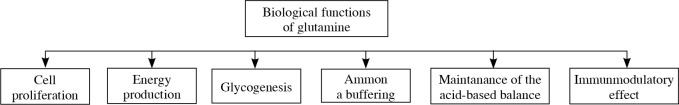 Biological functions
of glutamine
Cell
proliferation
Energy
production
Glycogenesis
Ammon
a buffering
Maintanance of the
acid-based balance
Immunmodulatory
effect